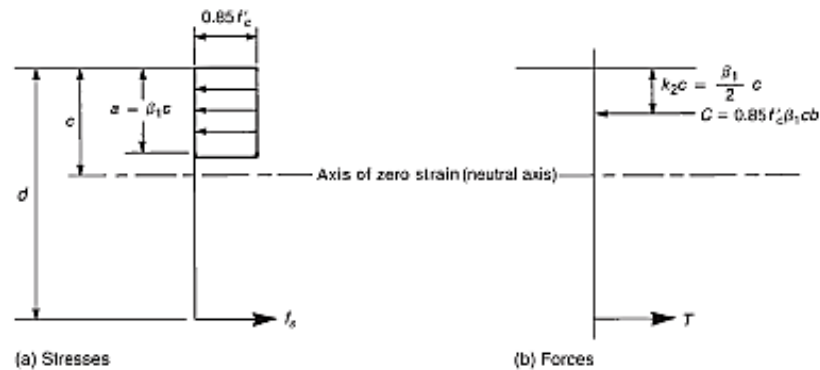 0.85f′c
a = β₁c
c
d
fs
(a) Stresses
Axis of zero strain (neutral axis)
k₂c = β₁/2 c
C = 0.85f′cβ₁cb
T
(b) Forces